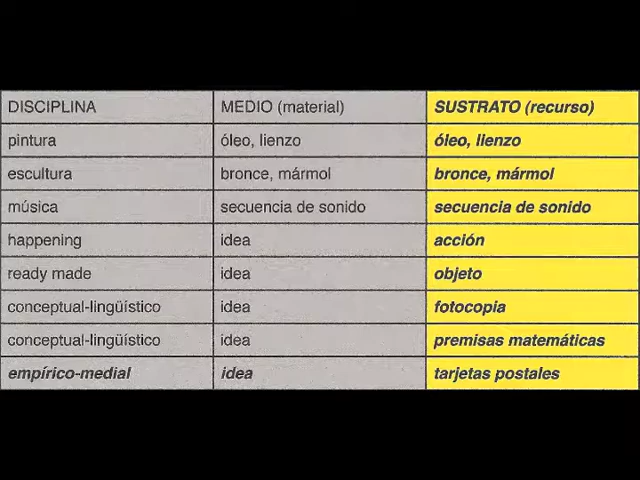 DISCIPLINA MEDIO (material) SUSTRATO (recurso)
pintura óleo, lienzo óleo, lienzo
escultura bronce, mármol bronce, mármol
música secuencia de sonido secuencia de sonido
happening idea acción
ready made idea objeto
conceptual-lingüístico idea fotocopia
conceptual-lingüístico idea premisas matemáticas
empírico-medial idea tarjetas postales